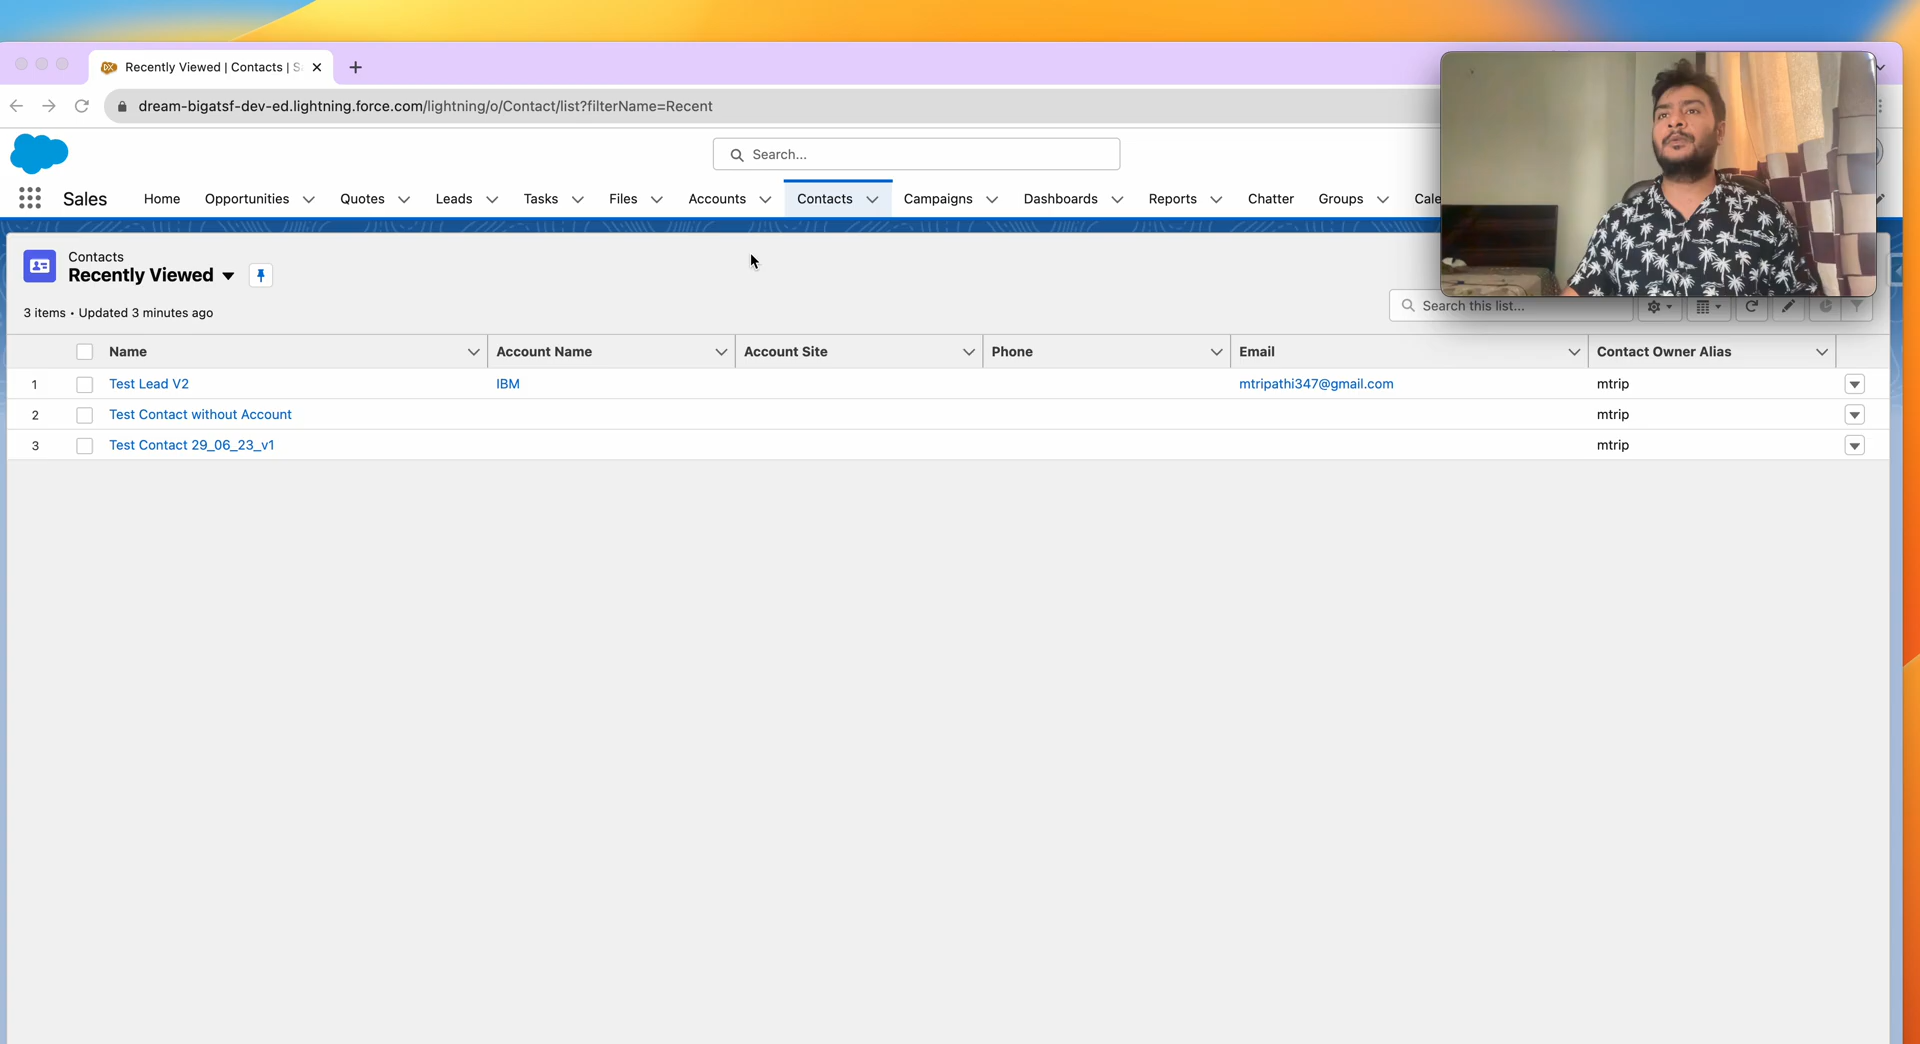 Recently Viewed | Contacts | S
dream-bigatsf-dev-ed.lightning.force.com/lightning/o/Contact/list?filterName=Recent
Search...
Sales Home Opportunities Quotes Leads Tasks Files Accounts Contacts Campaigns Dashboards Reports Chatter Groups Cale
Contacts
Recently Viewed
3 items • Updated 3 minutes ago
Search this list...
Name Account Name Account Site Phone Email Contact Owner Alias
1 Test Lead V2 IBM mtripathi347@gmail.com mtrip
2 Test Contact without Account mtrip
3 Test Contact 29_06_23_v1 mtrip